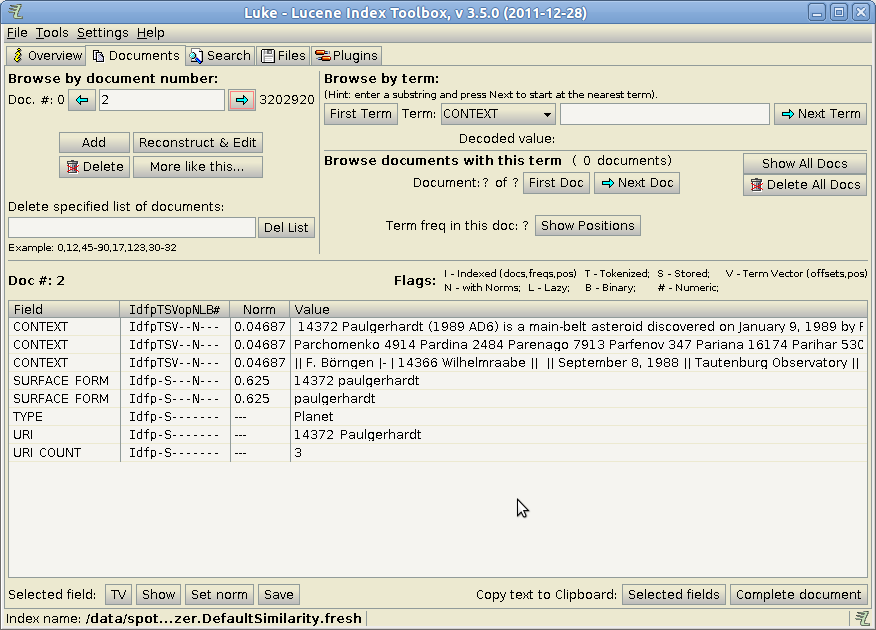 Luke - Lucene Index Toolbox, v 3.5.0 (2011-12-28)
File Tools Settings Help
Overview Documents Search Files Plugins
Browse by document number:
Doc. #: 0 2 3202920
Add Reconstruct & Edit
Delete More like this...
Delete specified list of documents:
Del List
Example: 0,12,45-90,17,123,30-32
Browse by term:
(Hint: enter a substring and press Next to start at the nearest term).
First Term Term: CONTEXT Next Term
Decoded value:
Browse documents with this term ( 0 documents) Show All Docs
Document: ? of ? First Doc Next Doc Delete All Docs
Term freq in this doc: ? Show Positions
Doc #: 2
Flags: I - Indexed (docs,freqs,pos) T - Tokenized; S - Stored; V - Term Vector (offsets,pos)
N - with Norms; L - Lazy; B - Binary; # - Numeric;
Field IdfpTSVopNLB# Norm Value
CONTEXT Idfp-TSV--N--- 0.04687 14372 Paulgerhardt (1989 AD6) is a main-belt asteroid discovered on January 9, 1989 by F
CONTEXT IdfpTSV--N--- 0.04687 Parchomenko 4914 Pardina 2484 Parenago 7913 Parfenov 347 Pariana 16174 Parihar 530
CONTEXT IdfpTSV--N--- 0.04687 || F. Börngen |- | 14366 Wilhelmraabe || || September 8, 1988 || Tautenburg Observatory ||
SURFACE FORM Idfp-S---N--- 0.625 14372 paulgerhardt
SURFACE FORM Idfp-S---N--- 0.625 paulgerhardt
TYPE Idfp-S------- --- Planet
URI Idfp-S------- --- 14372 Paulgerhardt
URI COUNT Idfp-S------- --- 3
Selected field: TV Show Set norm Save Copy text to Clipboard: Selected fields Complete document
Index name: /data/spot...zer.DefaultSimilarity.fresh